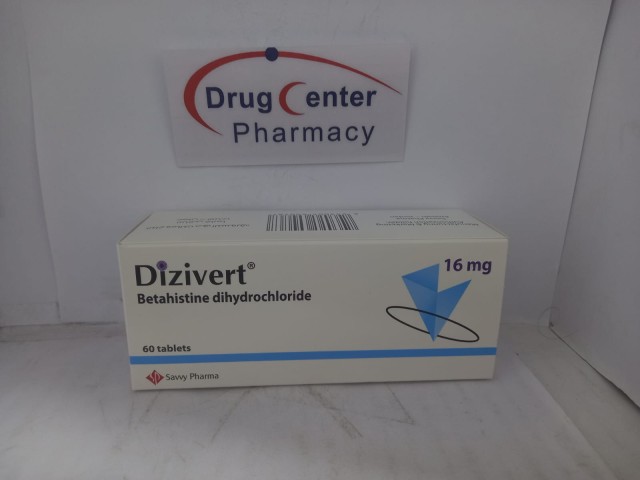 Drug Center
Pharmacy
Dizivert®
16 mg
Betahistine dihydrochloride
60 tablets
Savvy Pharma